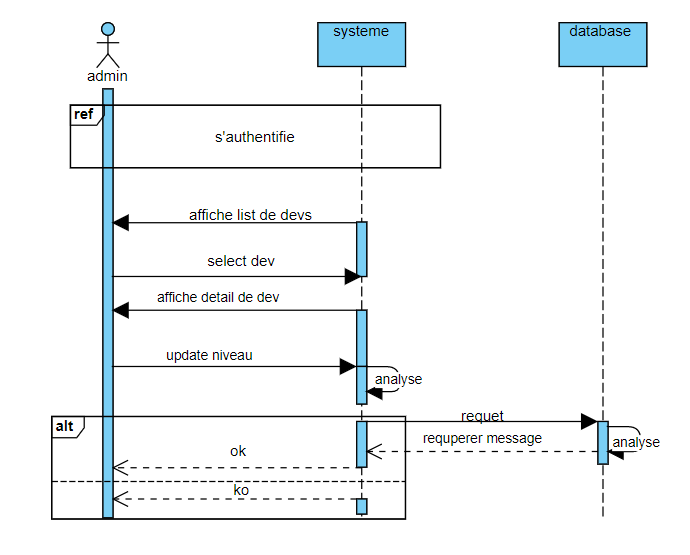 systeme
database
admin
ref
s'authentifie
affiche list de devs
select dev
affiche detail de dev
update niveau
analyse
alt
requet
requperer message
analyse
ok
ko